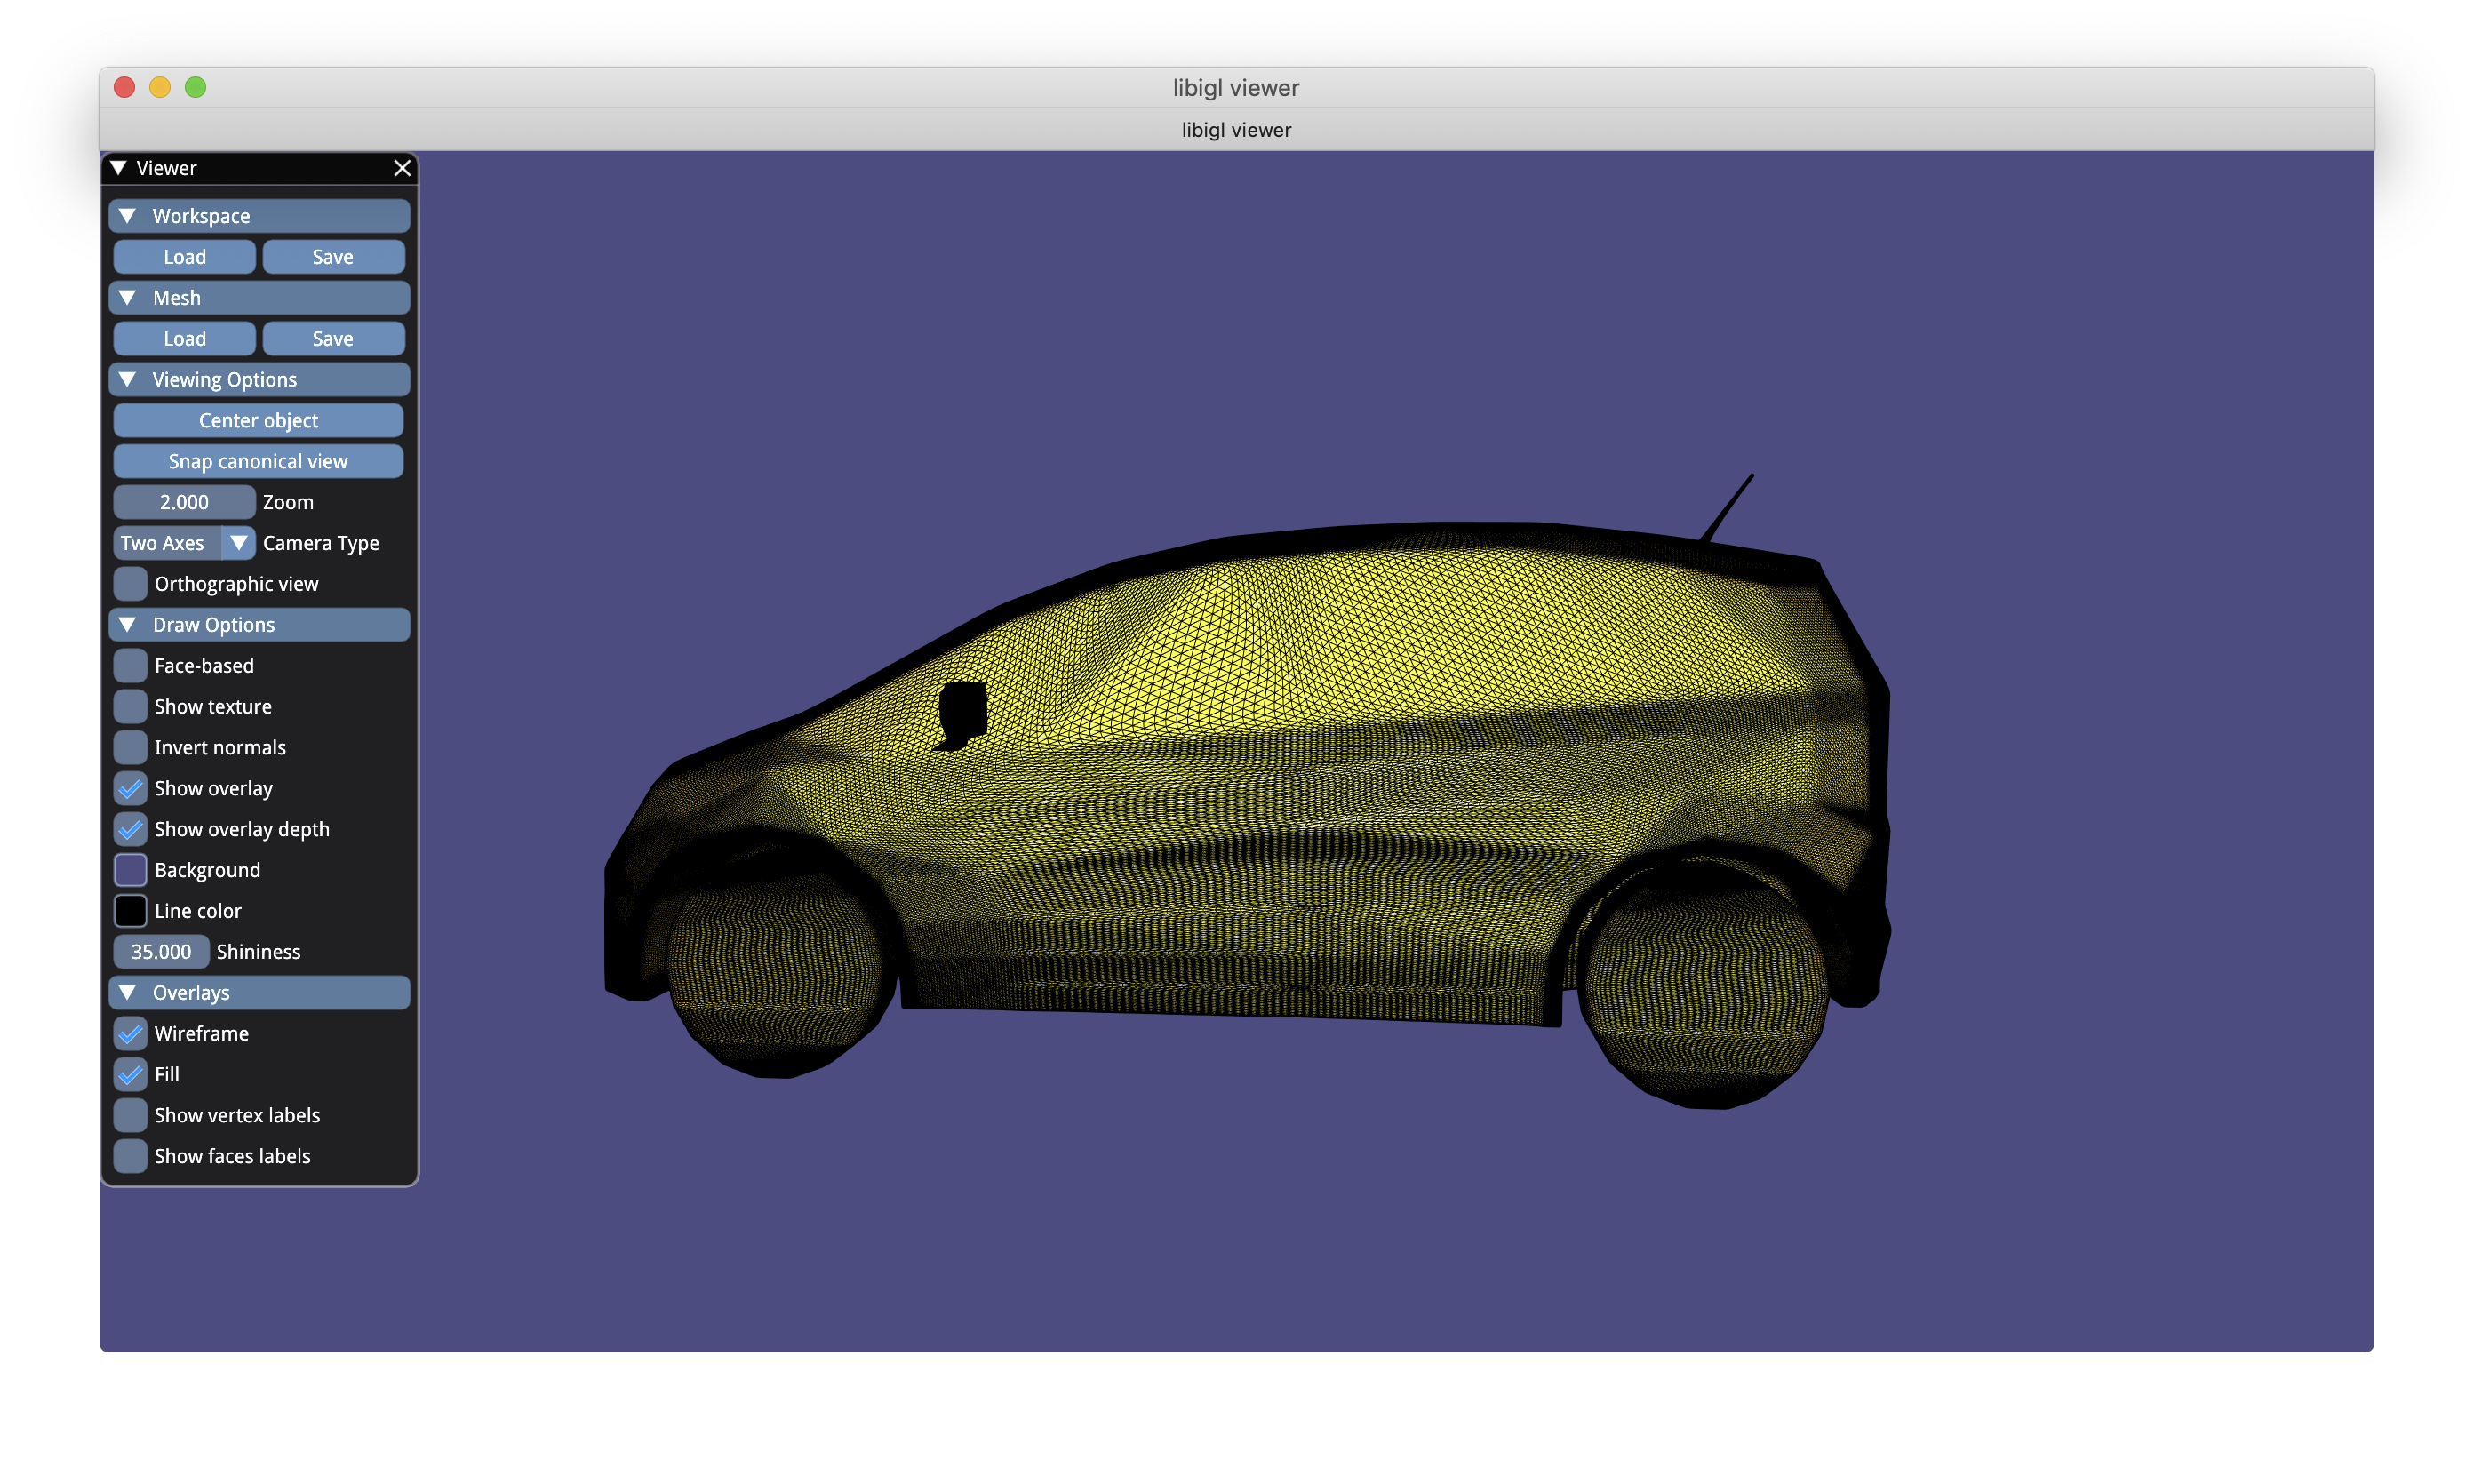 libigl viewer
libigl viewer
Viewer
Workspace
Load Save
Mesh
Load Save
Viewing Options
Center object
Snap canonical view
2.000 Zoom
Two Axes Camera Type
Orthographic view
Draw Options
Face-based
Show texture
Invert normals
Show overlay
Show overlay depth
Background
Line color
35.000 Shininess
Overlays
Wireframe
Fill
Show vertex labels
Show faces labels